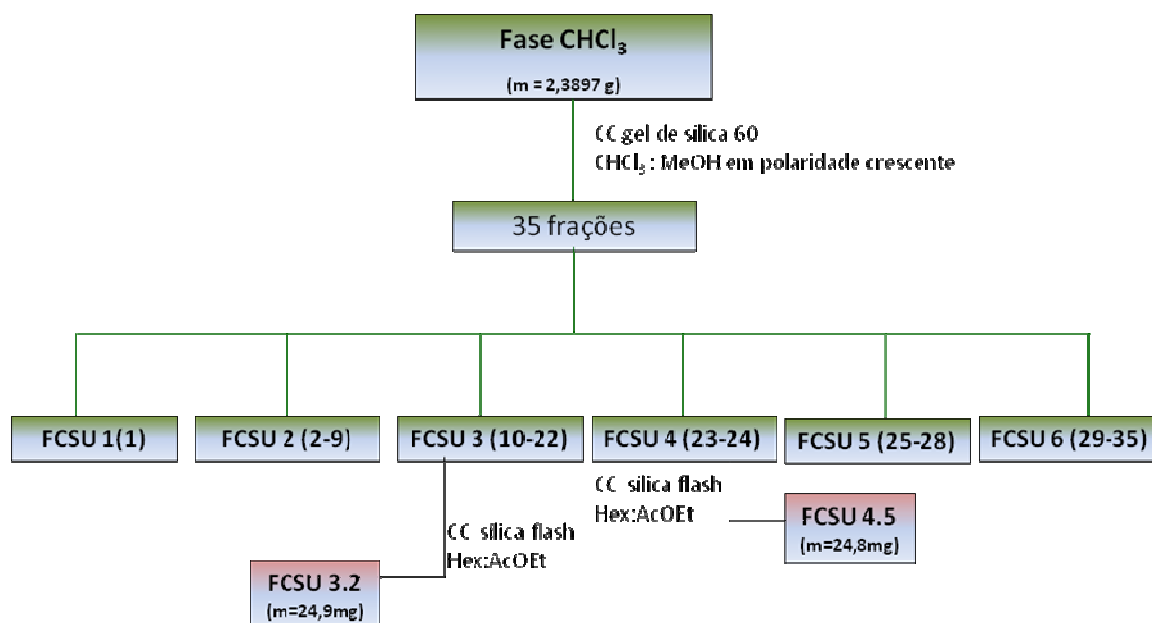 Fase CHCl₃
(m = 2,3897 g)
CC gel de sílica 60
CHCl₃ : MeOH em polaridade crescente
35 frações
FCSU 1(1)
FCSU 2 (2-9)
FCSU 3 (10-22)
FCSU 4 (23-24)
FCSU 5 (25-28)
FCSU 6 (29-35)
CC sílica flash
Hex:AcOEt
FCSU 4.5
(m=24,8mg)
CC sílica flash
Hex:AcOEt
FCSU 3.2
(m=24,9mg)